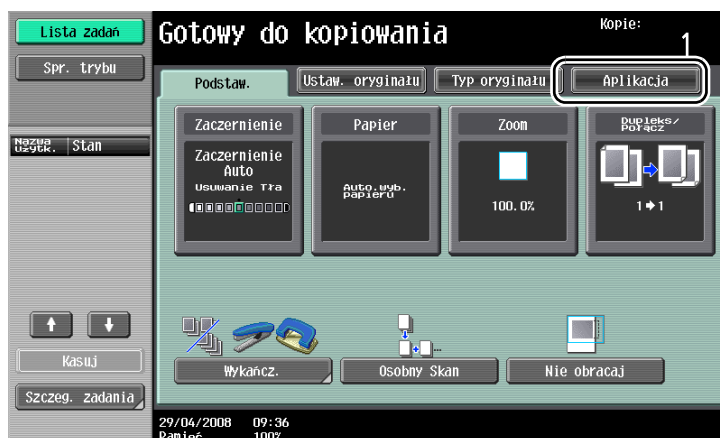 Lista zadań
Spr. trybu
Nazwa użytk.
Stan
Kasuj
Szczeg. zadania
Gotowy do kopiowania
Kopie:
1
Podstaw.
Ustaw. oryginału
Typ oryginału
Aplikacja
Zaczernienie
Zaczernienie
Auto
Usuwanie Tła
Papier
Auto.wyb.
papieru
Zoom
100.0%
Dupleks/
Połącz
1➜1
Wykańcz.
Osobny Skan
Nie obracaj
29/04/2008 09:36
Pamięć 100%